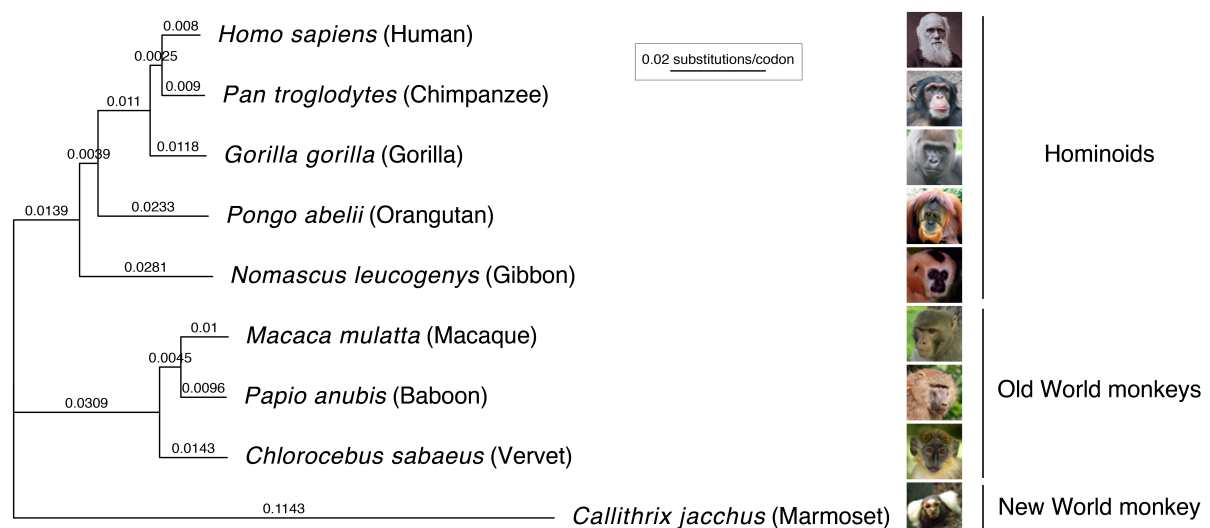 0.008
Homo sapiens (Human)
0.0025
0.02 substitutions/codon
0.009
Pan troglodytes (Chimpanzee)
0.011
0.0118
Gorilla gorilla (Gorilla)
Hominoids
0.0039
0.0139
0.0233
Pongo abelii (Orangutan)
0.0281
Nomascus leucogenys (Gibbon)
0.01
Macaca mulatta (Macaque)
0.0045
0.0096
Papio anubis (Baboon)
Old World monkeys
0.0309
0.0143
Chlorocebus sabaeus (Vervet)
0.1143
Callithrix jacchus (Marmoset)
New World monkey